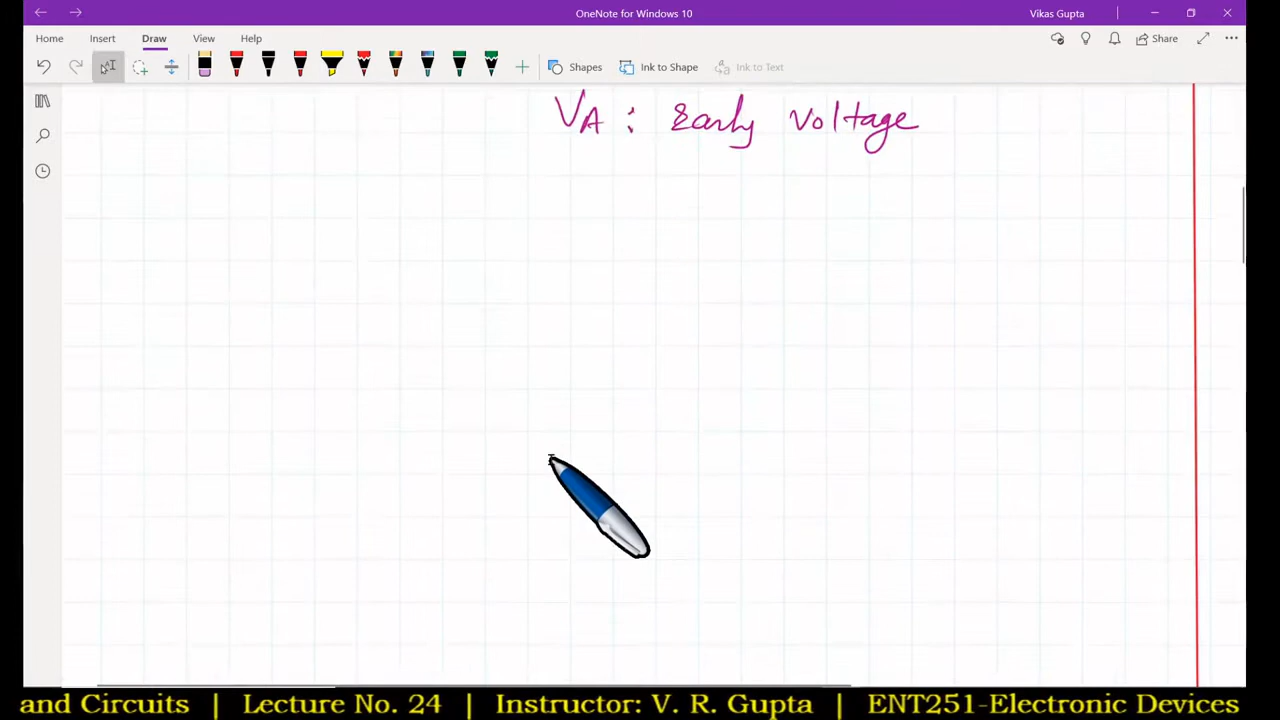 OneNote for Windows 10
Vikas Gupta
Home Insert Draw View Help
Share
Shapes Ink to Shape Ink to Text
VA : Early Voltage
and Circuits | Lecture No. 24 | Instructor: V. R. Gupta | ENT251-Electronic Devices